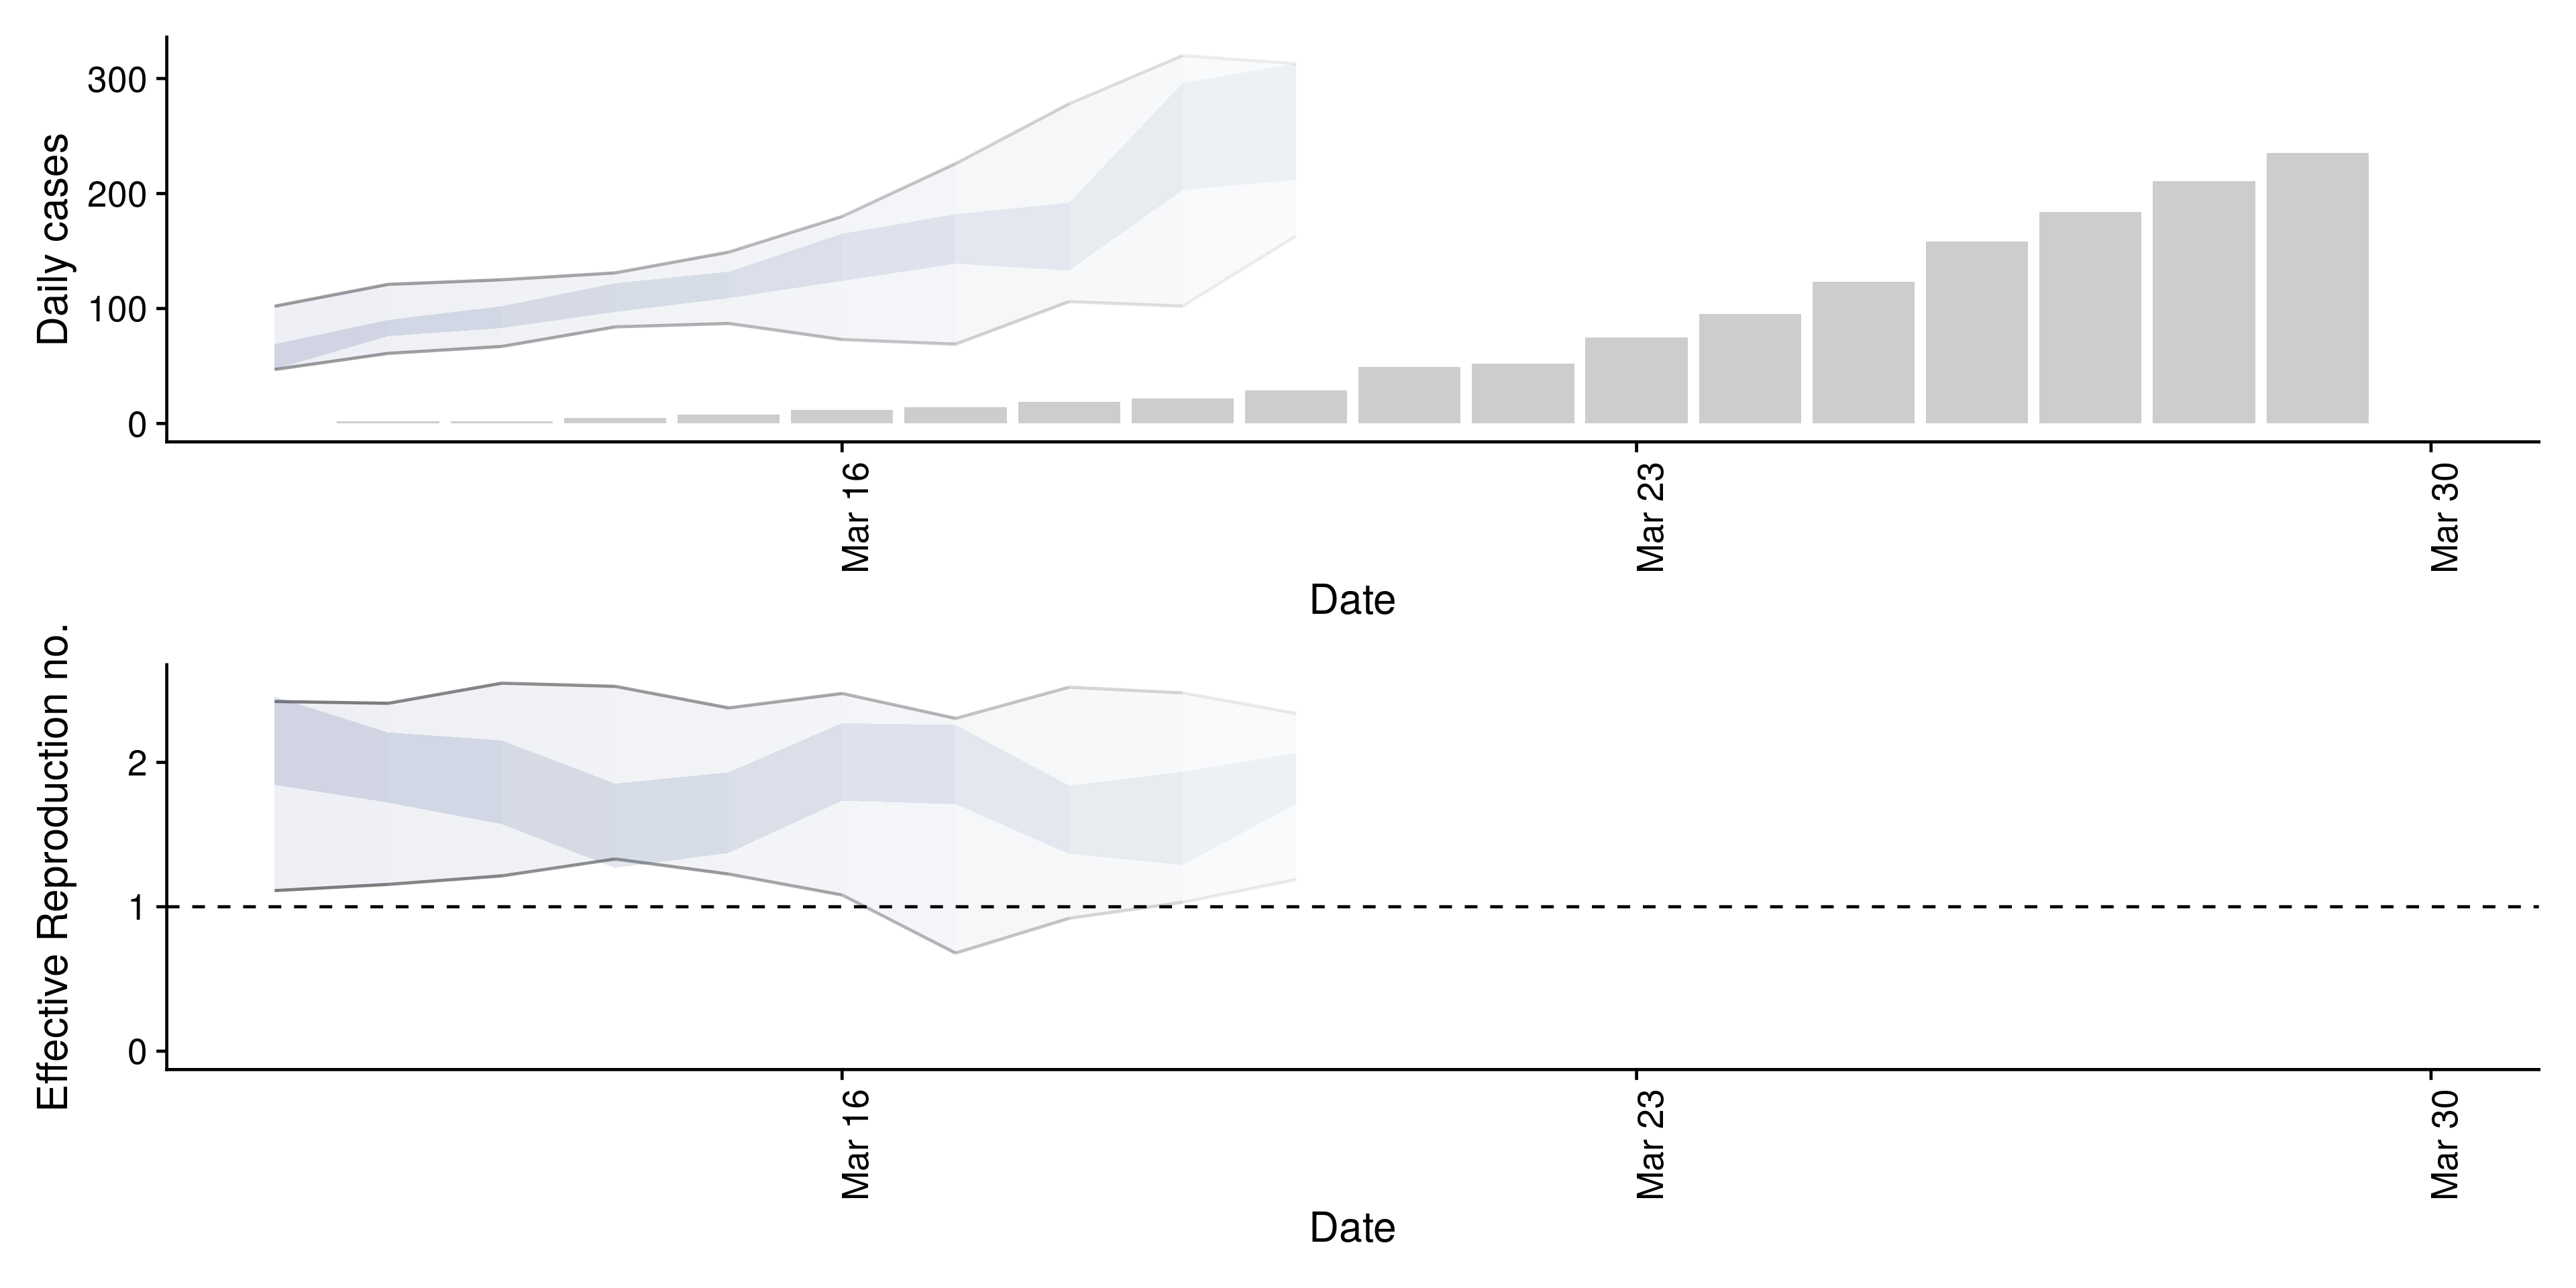 Daily cases
300
200
100
0
Mar 16
Mar 23
Mar 30
Date
Effective Reproduction no.
2
1
0
Mar 16
Mar 23
Mar 30
Date